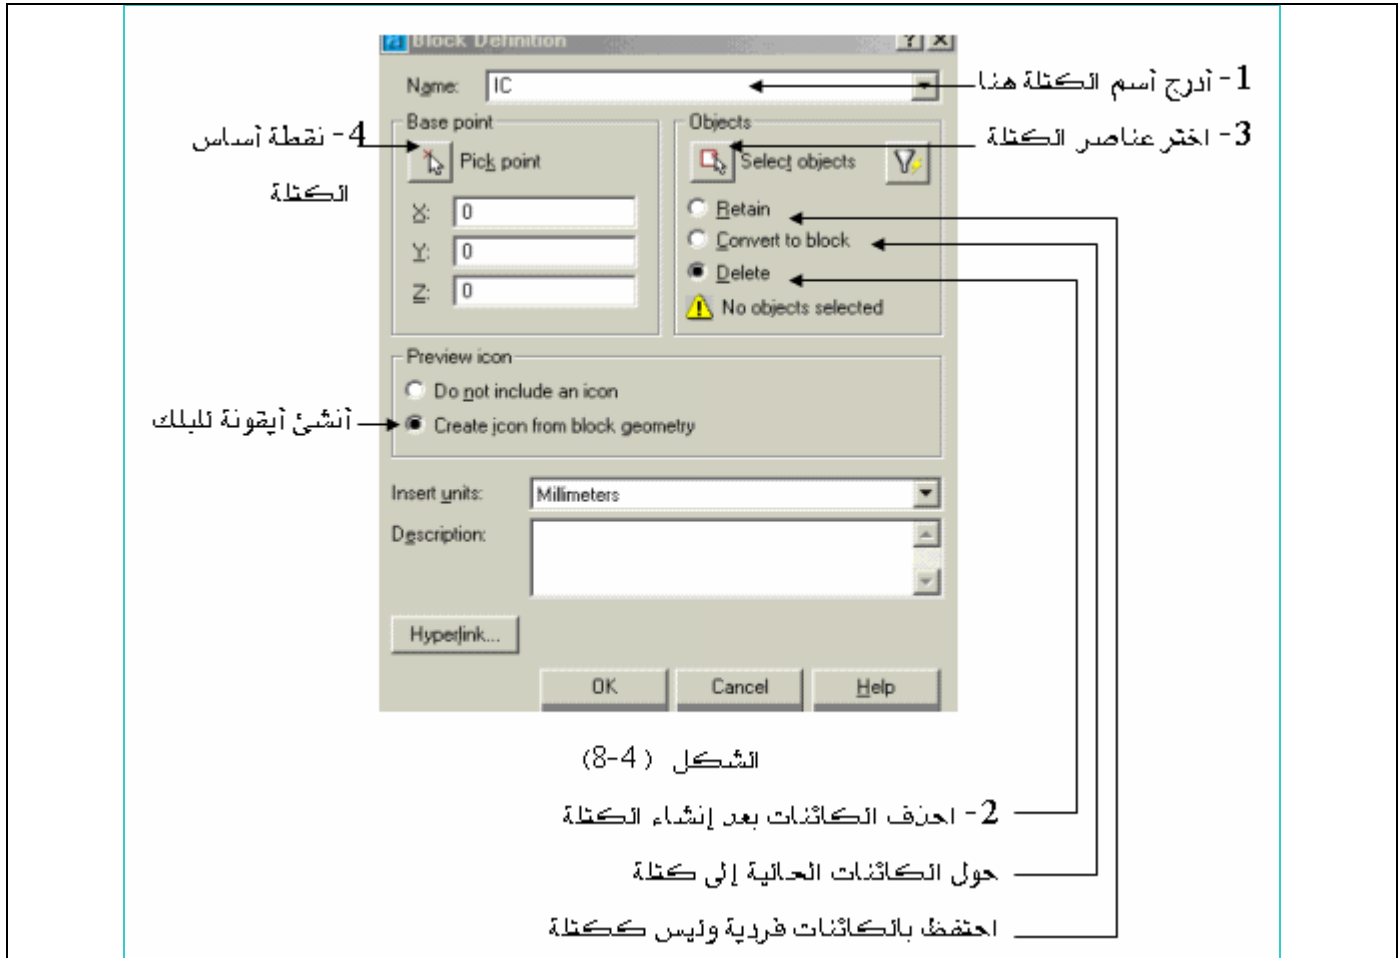 Block Definition
Name: IC
1- أدرج أسم الكتلة هنا
Base point
Objects
3- اختر عناصر الكتلة
4- نقطة أساس
الكتلة
Pick point
Select objects
X: 0
Y: 0
Z: 0
Retain
Convert to block
Delete
No objects selected
Preview icon
Do not include an icon
Create icon from block geometry
أنشئ أيقونة للبلك
Insert units: Millimeters
Description:
Hyperlink...
OK Cancel Help
الشكل (4-8)
2- احذف الكائنات بعد إنشاء الكتلة
حول الكائنات الحالية إلى كتلة
احتفظ بالكائنات فردية وليس ككتلة